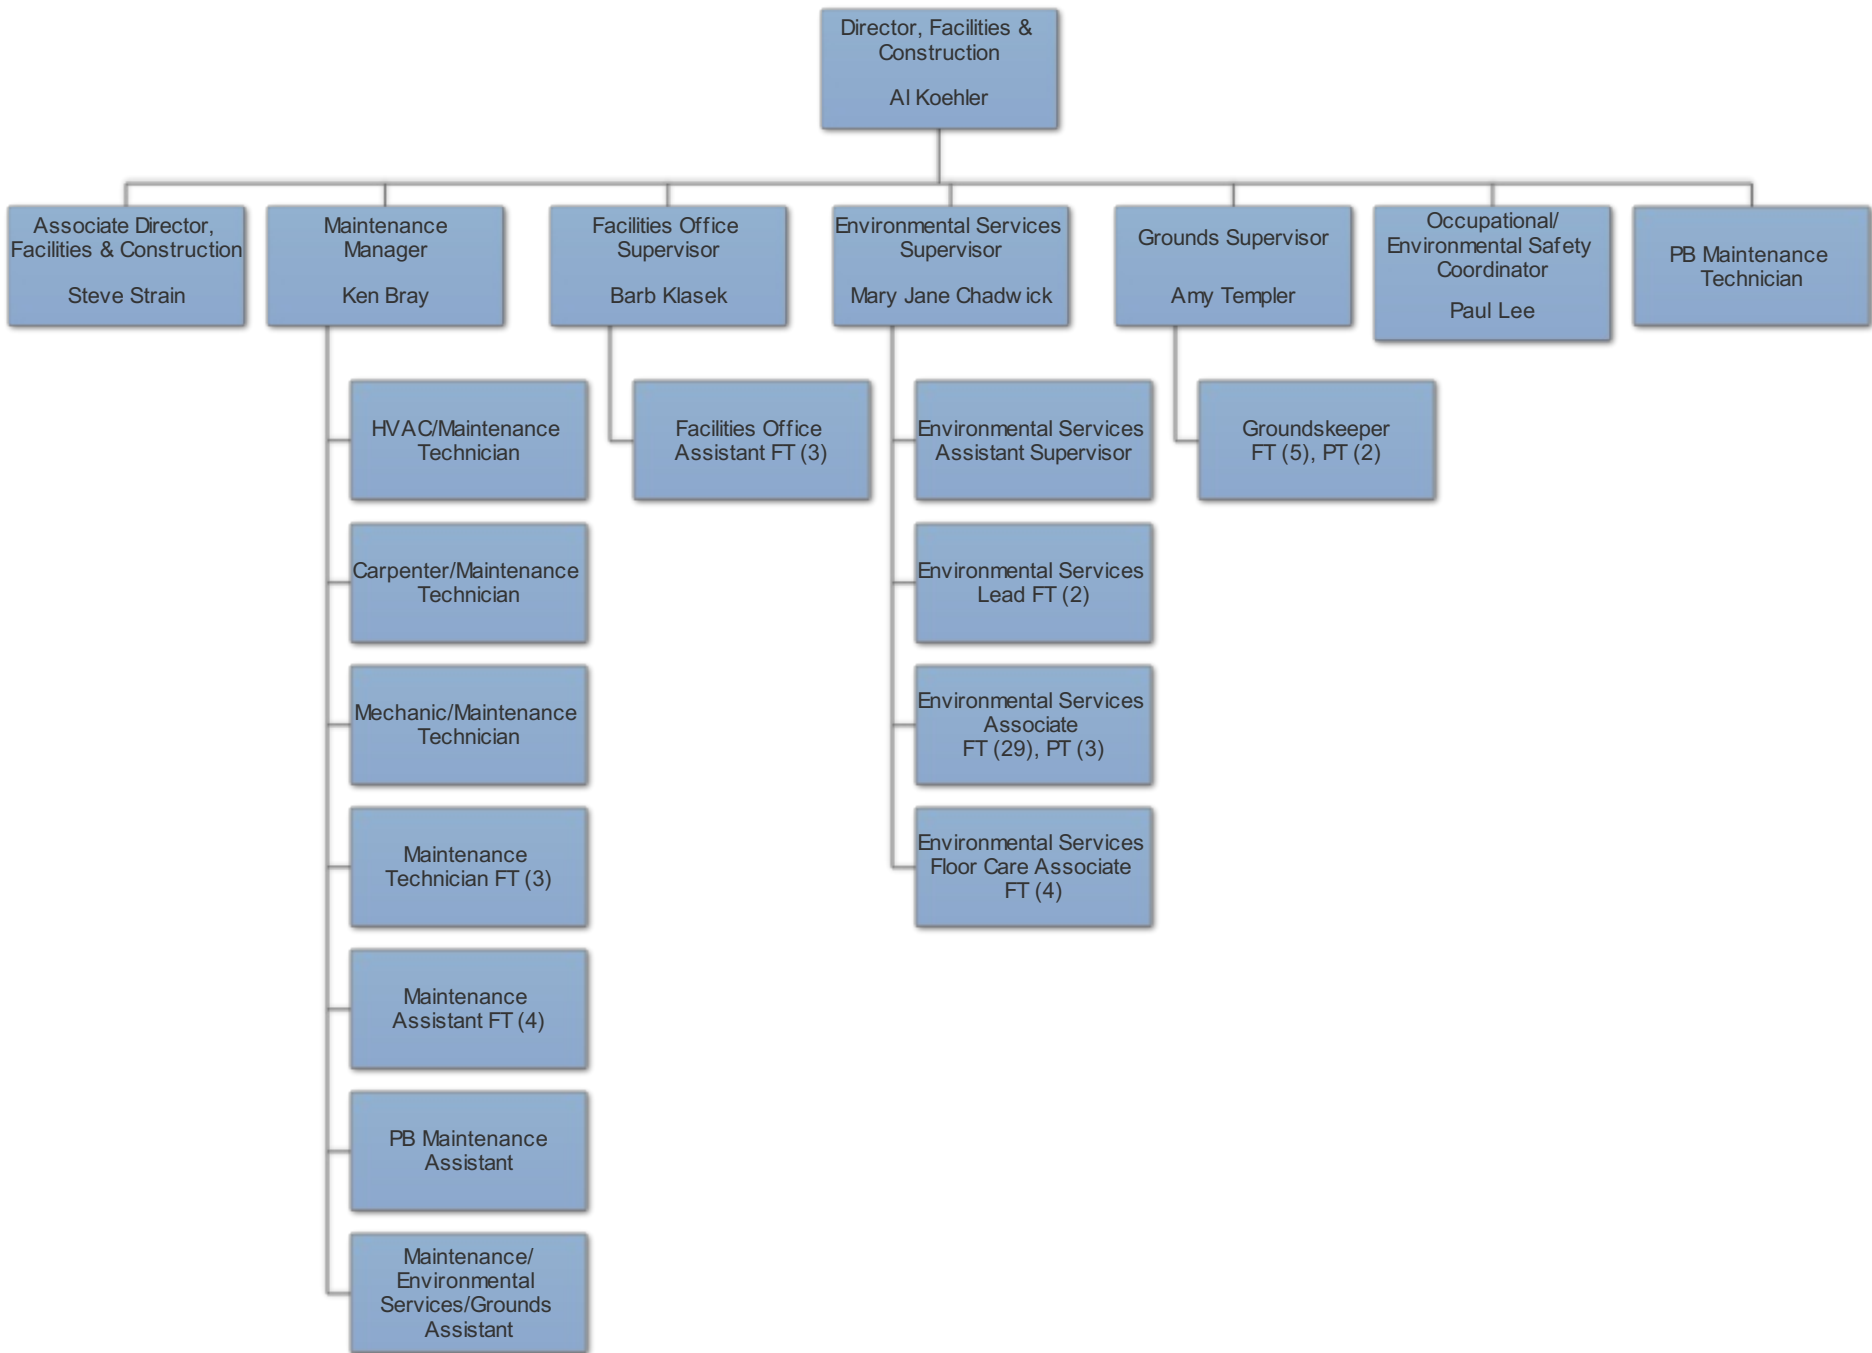 Director, Facilities &
Construction
Al Koehler
Associate Director,
Facilities & Construction
Steve Strain
Maintenance
Manager
Ken Bray
Facilities Office
Supervisor
Barb Klasek
Environmental Services
Supervisor
Mary Jane Chadwick
Grounds Supervisor
Amy Templer
Occupational/
Environmental Safety
Coordinator
Paul Lee
PB Maintenance
Technician
HVAC/Maintenance
Technician
Carpenter/Maintenance
Technician
Mechanic/Maintenance
Technician
Maintenance
Technician FT (3)
Maintenance
Assistant FT (4)
PB Maintenance
Assistant
Maintenance/
Environmental
Services/Grounds
Assistant
Facilities Office
Assistant FT (3)
Environmental Services
Assistant Supervisor
Environmental Services
Lead FT (2)
Environmental Services
Associate
FT (29), PT (3)
Environmental Services
Floor Care Associate
FT (4)
Groundskeeper
FT (5), PT (2)